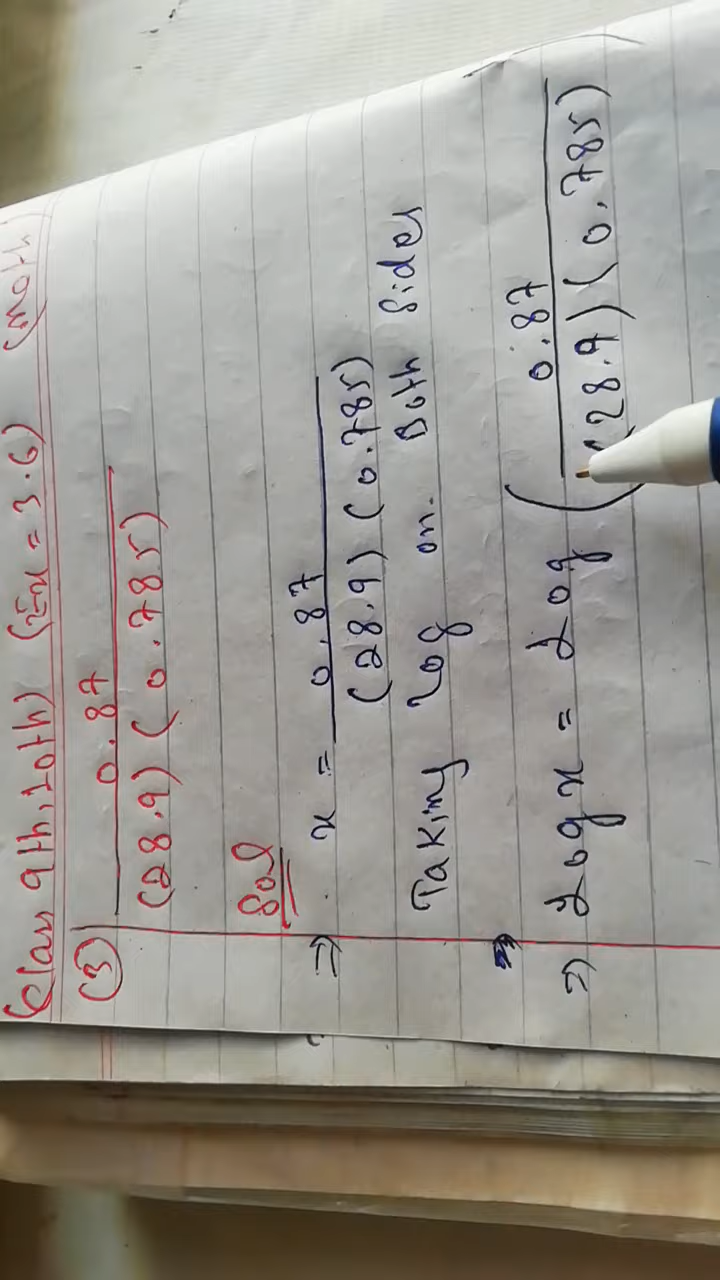 Class 9th, 10th) (Ex = 3.6) (Math)
(3) 0.87
(28.9) (0.785)
Sol
⇒ x = 0.87
(28.9) (0.785)
Taking log on Both Sides
⇒ Log x = Log ( 0.87
(28.9) (0.785)